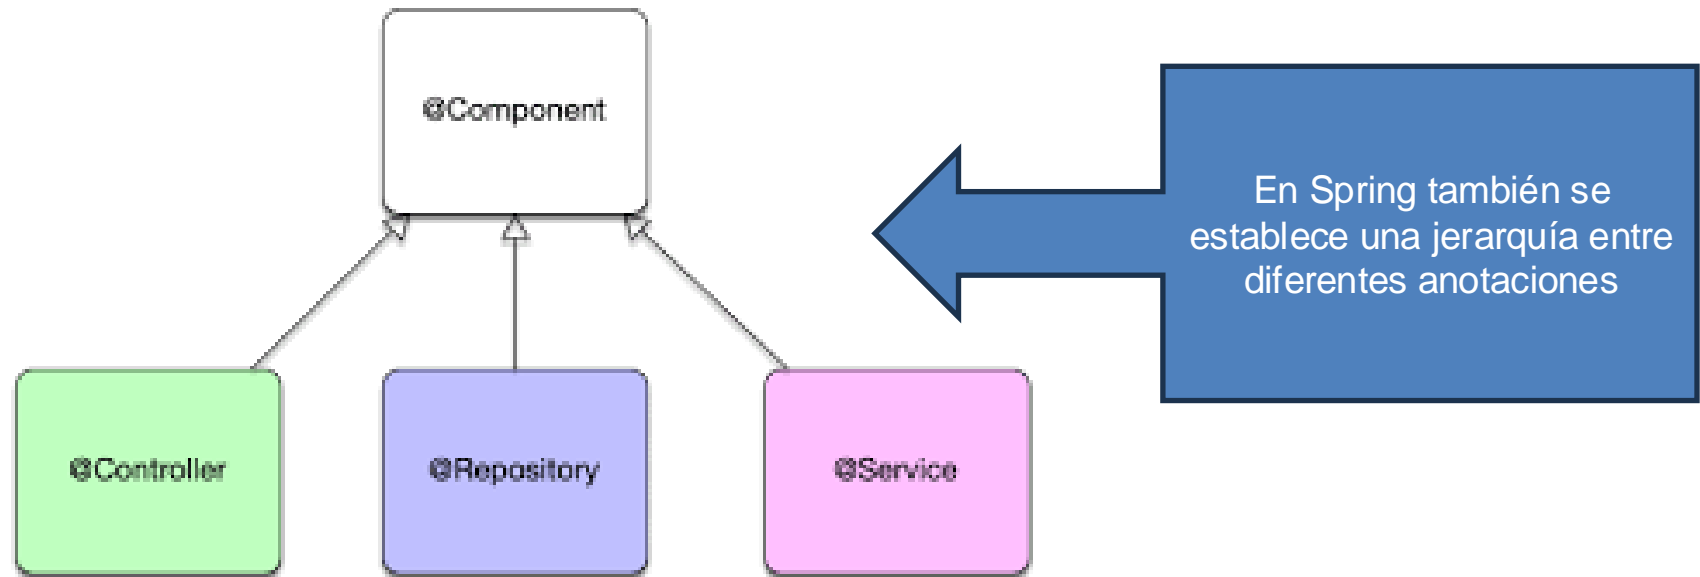 @Component
En Spring también se
establece una jerarquía entre
diferentes anotaciones
@Controller
@Repository
@Service